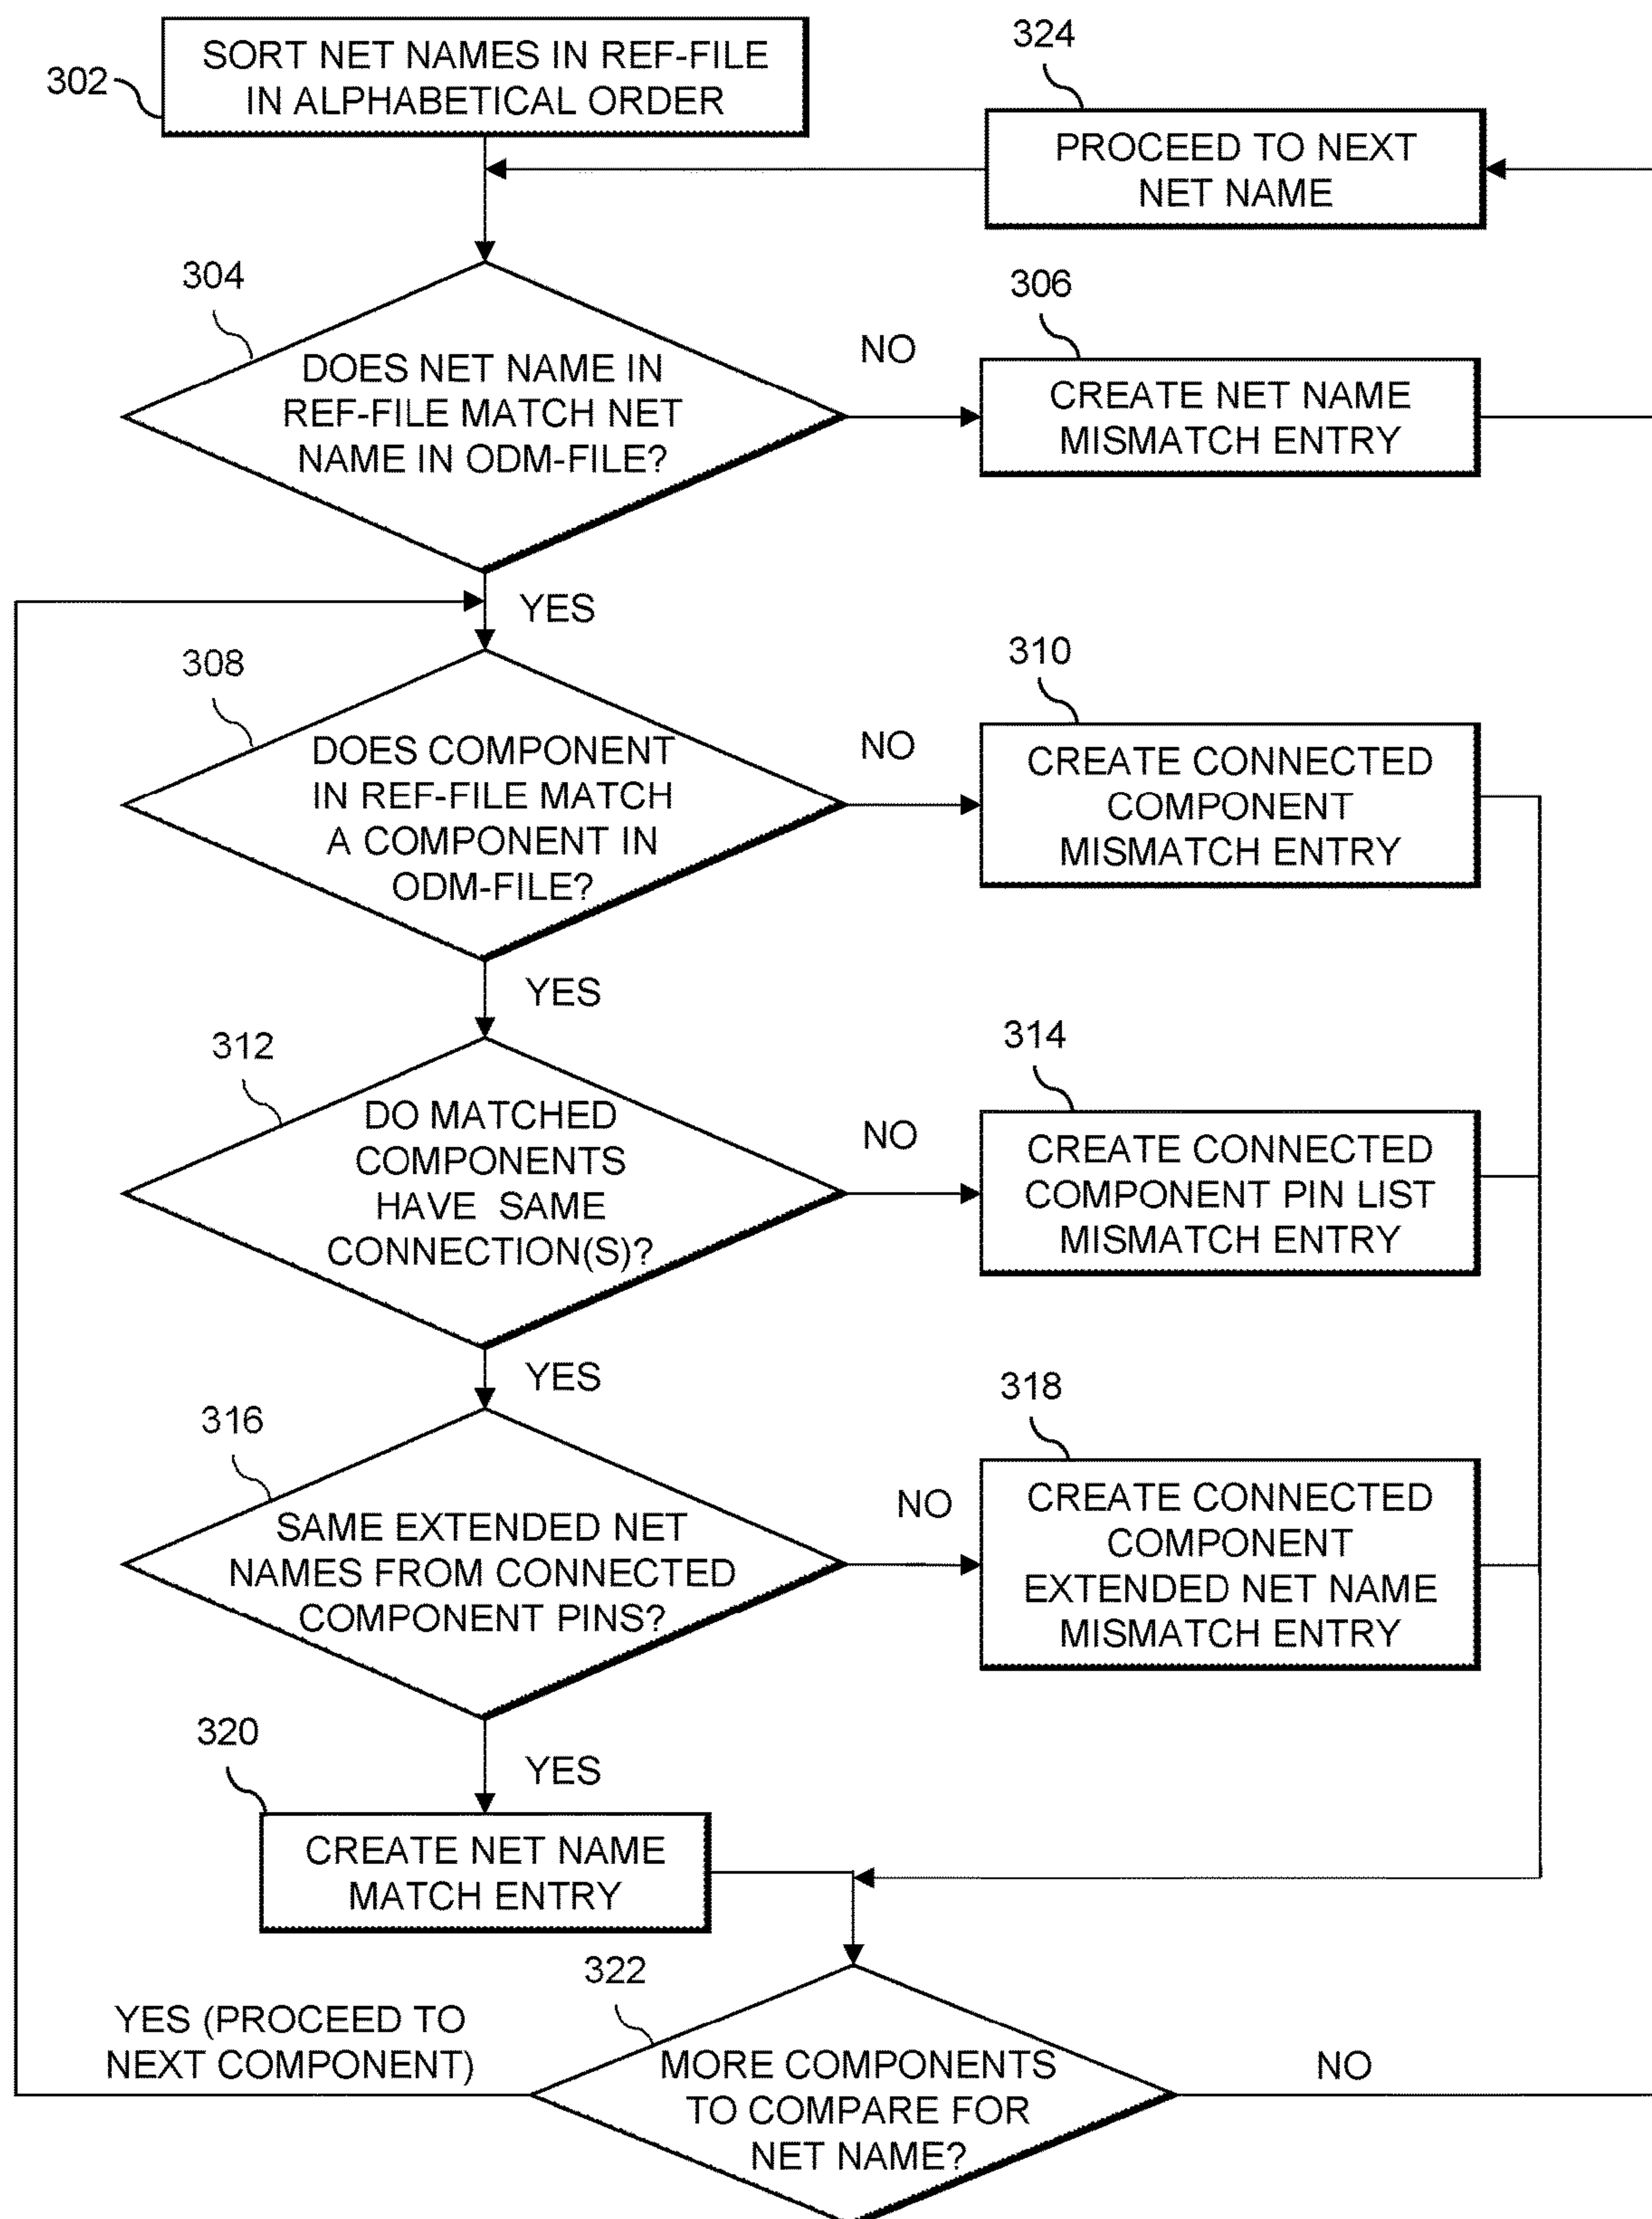 302
SORT NET NAMES IN REF-FILE
IN ALPHABETICAL ORDER
324
PROCEED TO NEXT
NET NAME
304
DOES NET NAME IN
REF-FILE MATCH NET
NAME IN ODM-FILE?
NO
306
CREATE NET NAME
MISMATCH ENTRY
YES
308
DOES COMPONENT
IN REF-FILE MATCH
A COMPONENT IN
ODM-FILE?
NO
310
CREATE CONNECTED
COMPONENT
MISMATCH ENTRY
YES
312
DO MATCHED
COMPONENTS
HAVE SAME
CONNECTION(S)?
NO
314
CREATE CONNECTED
COMPONENT PIN LIST
MISMATCH ENTRY
YES
316
SAME EXTENDED NET
NAMES FROM CONNECTED
COMPONENT PINS?
NO
318
CREATE CONNECTED
COMPONENT
EXTENDED NET NAME
MISMATCH ENTRY
YES
320
CREATE NET NAME
MATCH ENTRY
322
MORE COMPONENTS
TO COMPARE FOR
NET NAME?
YES (PROCEED TO
NEXT COMPONENT)
NO